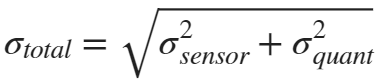 σ_total = √(σ²_sensor + σ²_quant)